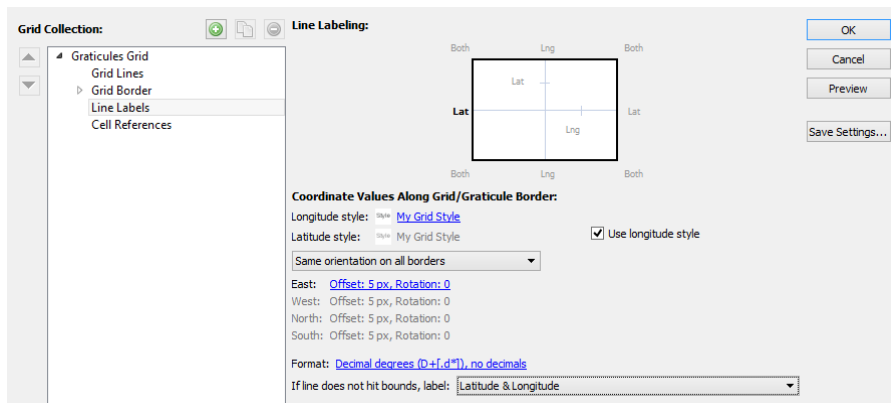 Grid Collection:
Graticules Grid
Grid Lines
Grid Border
Line Labels
Cell References
Line Labeling:
Both Lng Both
Lat
Lat Lat
Lng
Both Lng Both
Coordinate Values Along Grid/Graticule Border:
Longitude style: Style My Grid Style
Latitude style: Style My Grid Style Use longitude style
Same orientation on all borders
East: Offset: 5 px, Rotation: 0
West: Offset: 5 px, Rotation: 0
North: Offset: 5 px, Rotation: 0
South: Offset: 5 px, Rotation: 0
Format: Decimal degrees (D+[.d*]), no decimals
If line does not hit bounds, label: Latitude & Longitude
OK
Cancel
Preview
Save Settings...